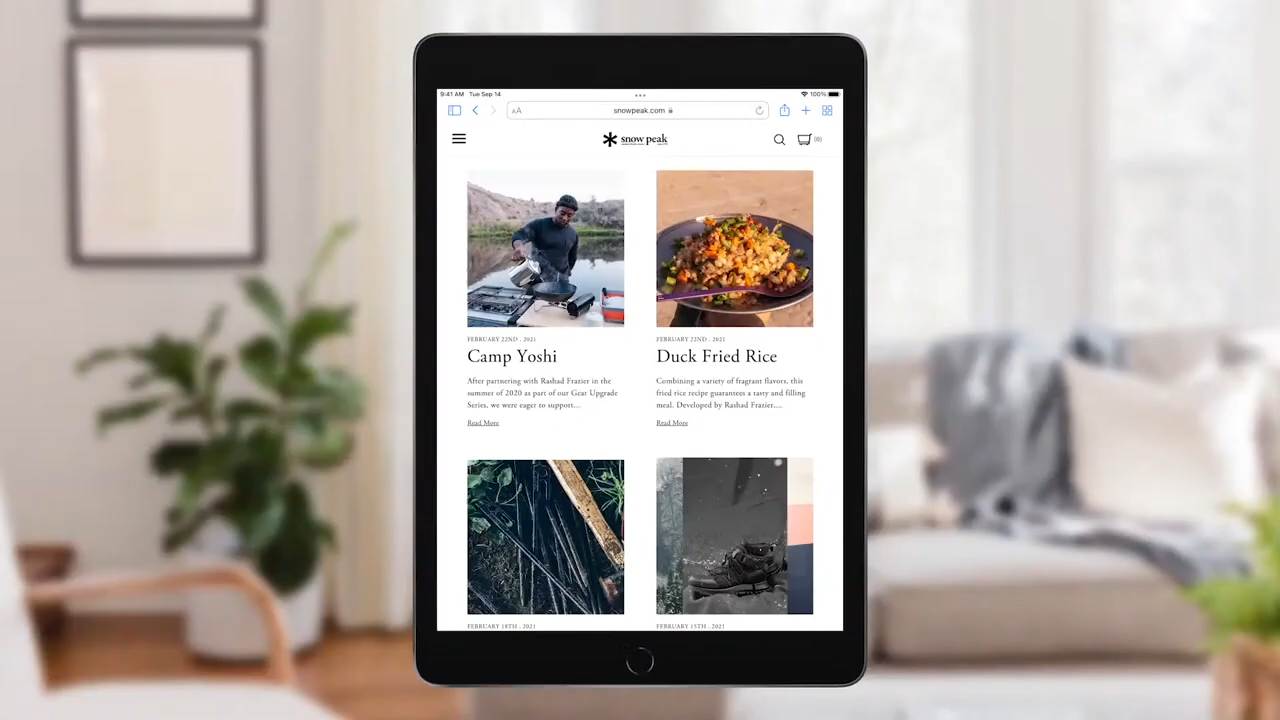 9:41 AM Tue Sep 14
100%
AA
snowpeak.com
snow peak
(0)
FEBRUARY 22ND , 2021
Camp Yoshi
After partnering with Rashad Frazier in the
summer of 2020 as part of our Gear Upgrade
Series, we were eager to support....
Read More
FEBRUARY 22ND , 2021
Duck Fried Rice
Combining a variety of fragrant flavors, this
fried rice recipe guarantees a tasty and filling
meal. Developed by Rashad Frazier....
Read More
FEBRUARY 18TH , 2021
FEBRUARY 15TH , 2021